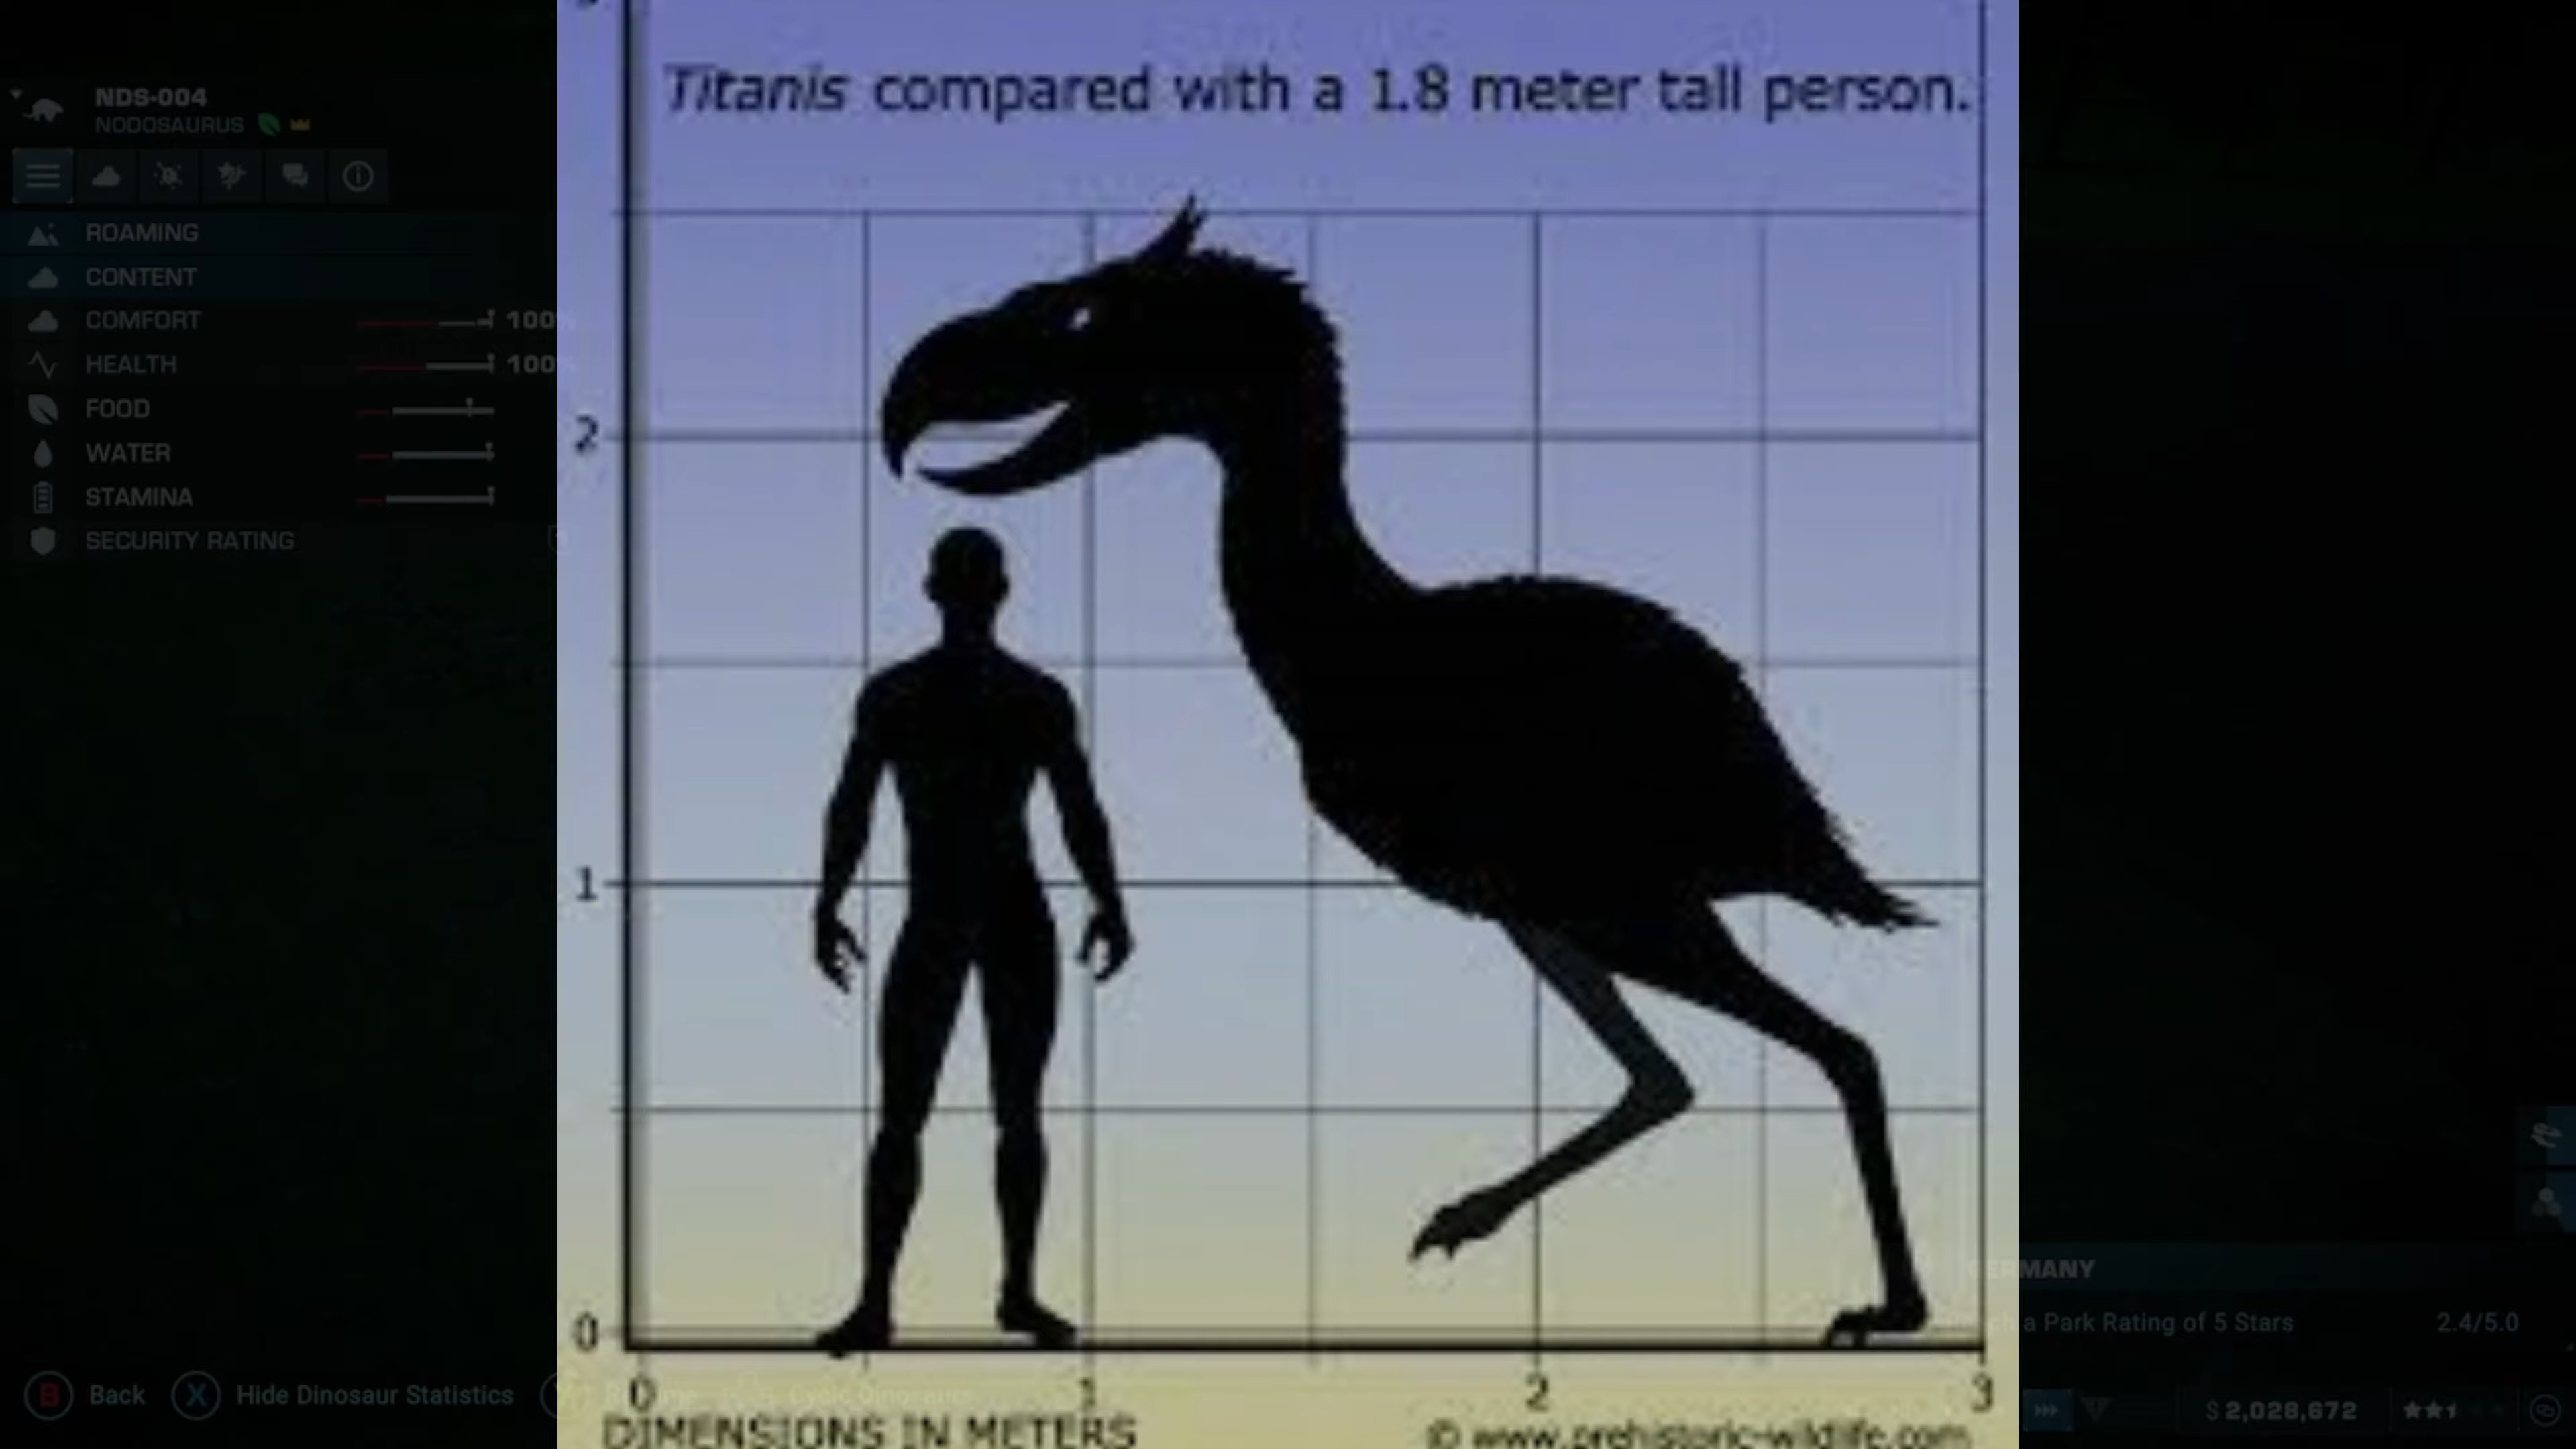 Titanis compared with a 1.8 meter tall person.
NDS-004
NODOSAURUS
ROAMING
CONTENT
COMFORT 100
HEALTH 100
FOOD
WATER
STAMINA
SECURITY RATING
2
1
0
0 1 2 3
DIMENSIONS IN METERS
© www.prehistoric-wildlife.com
MANY
a Park Rating of 5 Stars 2.4/5.0
B Back X Hide Dinosaur Statistics
$ 2,028,672